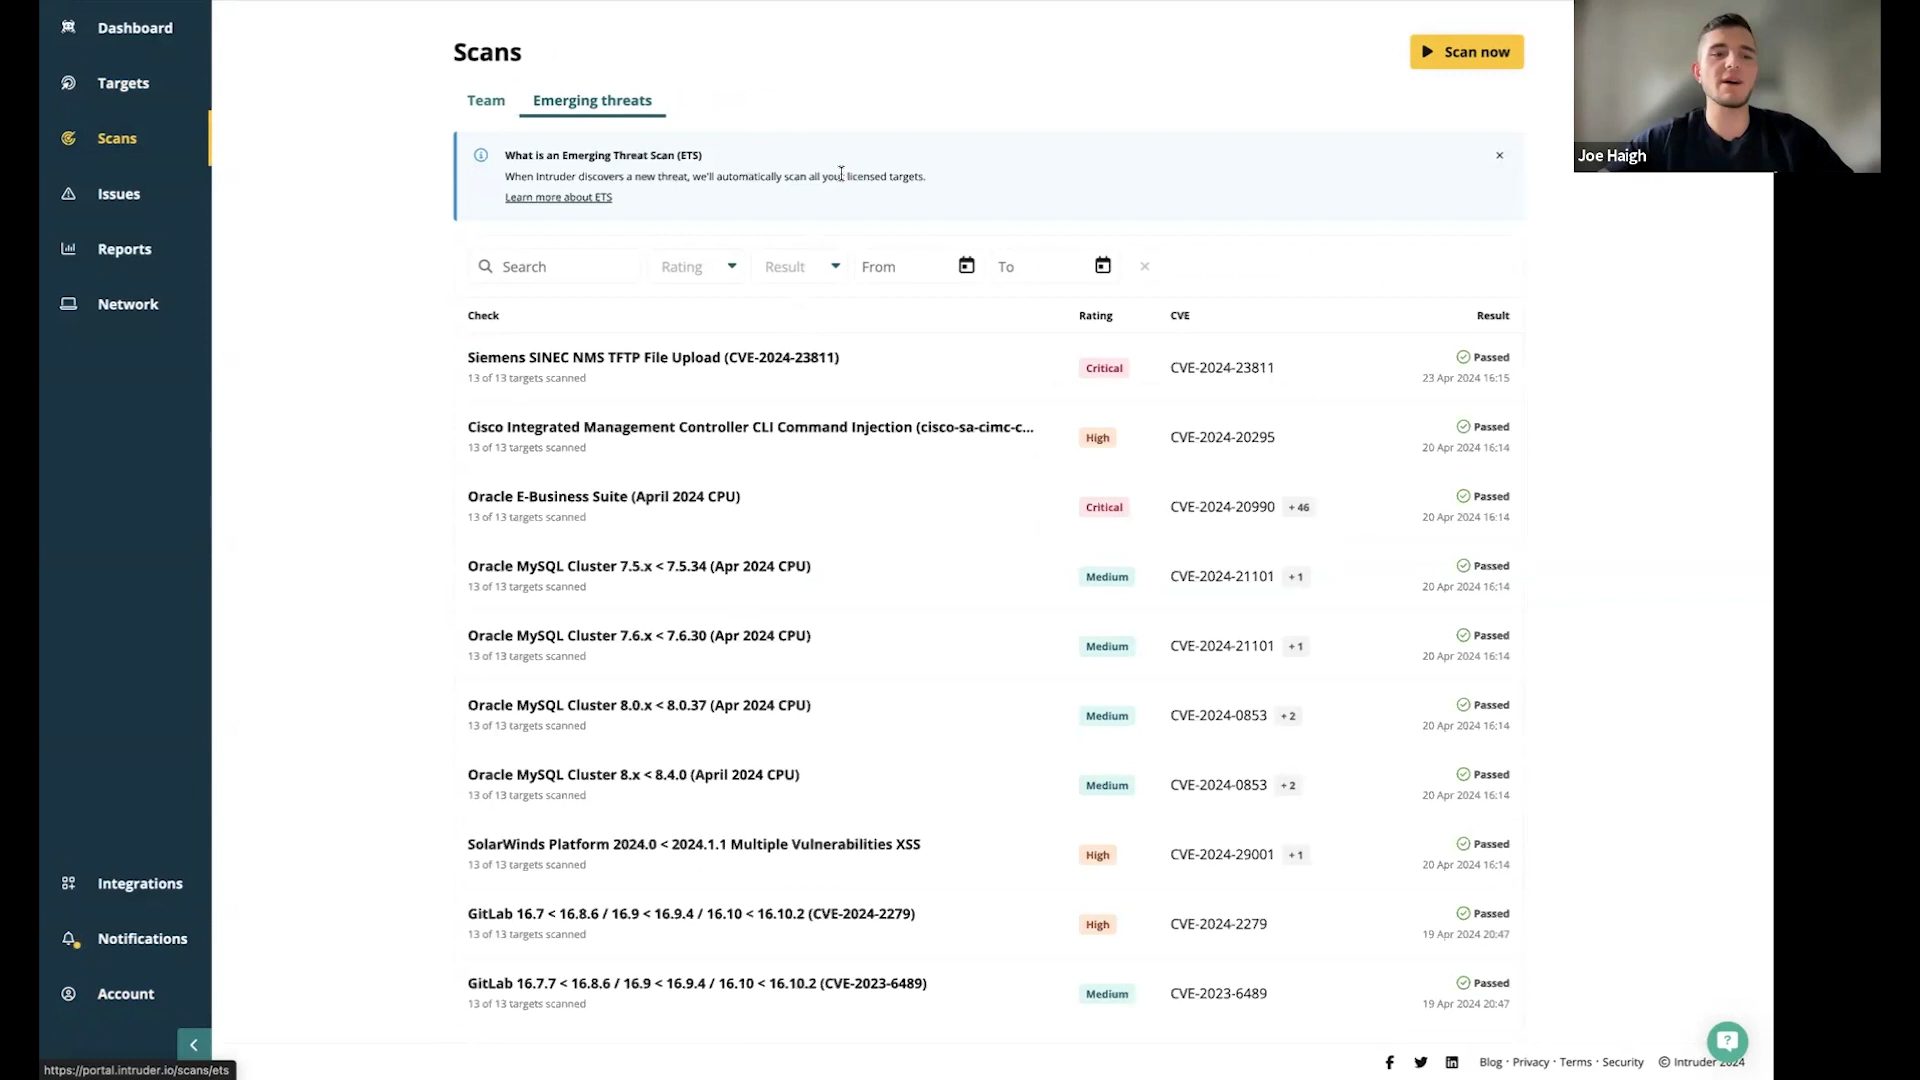 Dashboard
Targets
Scans
Issues
Reports
Network
Integrations
Notifications
Account
https://portal.intruder.io/scans/ets
Scans
Scan now
Team
Emerging threats
What is an Emerging Threat Scan (ETS)
When Intruder discovers a new threat, we'll automatically scan all your licensed targets.
Learn more about ETS
Search
Rating
Result
From
To
Check Rating CVE Result
Siemens SINEC NMS TFTP File Upload (CVE-2024-23811)
13 of 13 targets scanned
Critical
CVE-2024-23811
Passed
23 Apr 2024 16:15
Cisco Integrated Management Controller CLI Command Injection (cisco-sa-cimc-c...
13 of 13 targets scanned
High
CVE-2024-20295
Passed
20 Apr 2024 16:14
Oracle E-Business Suite (April 2024 CPU)
13 of 13 targets scanned
Critical
CVE-2024-20990 + 46
Passed
20 Apr 2024 16:14
Oracle MySQL Cluster 7.5.x < 7.5.34 (Apr 2024 CPU)
13 of 13 targets scanned
Medium
CVE-2024-21101 + 1
Passed
20 Apr 2024 16:14
Oracle MySQL Cluster 7.6.x < 7.6.30 (Apr 2024 CPU)
13 of 13 targets scanned
Medium
CVE-2024-21101 + 1
Passed
20 Apr 2024 16:14
Oracle MySQL Cluster 8.0.x < 8.0.37 (Apr 2024 CPU)
13 of 13 targets scanned
Medium
CVE-2024-0853 + 2
Passed
20 Apr 2024 16:14
Oracle MySQL Cluster 8.x < 8.4.0 (April 2024 CPU)
13 of 13 targets scanned
Medium
CVE-2024-0853 + 2
Passed
20 Apr 2024 16:14
SolarWinds Platform 2024.0 < 2024.1.1 Multiple Vulnerabilities XSS
13 of 13 targets scanned
High
CVE-2024-29001 + 1
Passed
20 Apr 2024 16:14
GitLab 16.7 < 16.8.6 / 16.9 < 16.9.4 / 16.10 < 16.10.2 (CVE-2024-2279)
13 of 13 targets scanned
High
CVE-2024-2279
Passed
19 Apr 2024 20:47
GitLab 16.7.7 < 16.8.6 / 16.9 < 16.9.4 / 16.10 < 16.10.2 (CVE-2023-6489)
13 of 13 targets scanned
Medium
CVE-2023-6489
Passed
19 Apr 2024 20:47
Blog · Privacy · Terms · Security © Intruder 2024
Joe Haigh